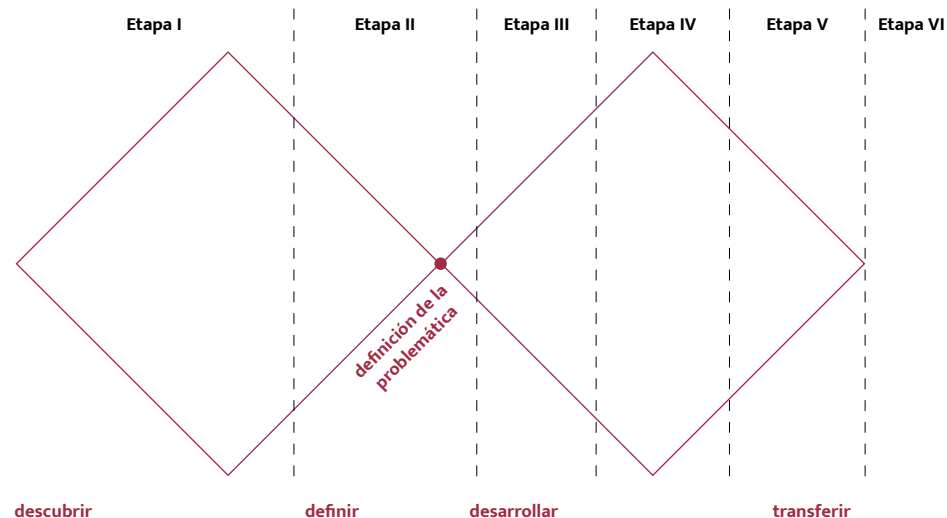 Etapa I
Etapa II
Etapa III
Etapa IV
Etapa V
Etapa VI
definición de la
problemática
descubrir
definir
desarrollar
transferir